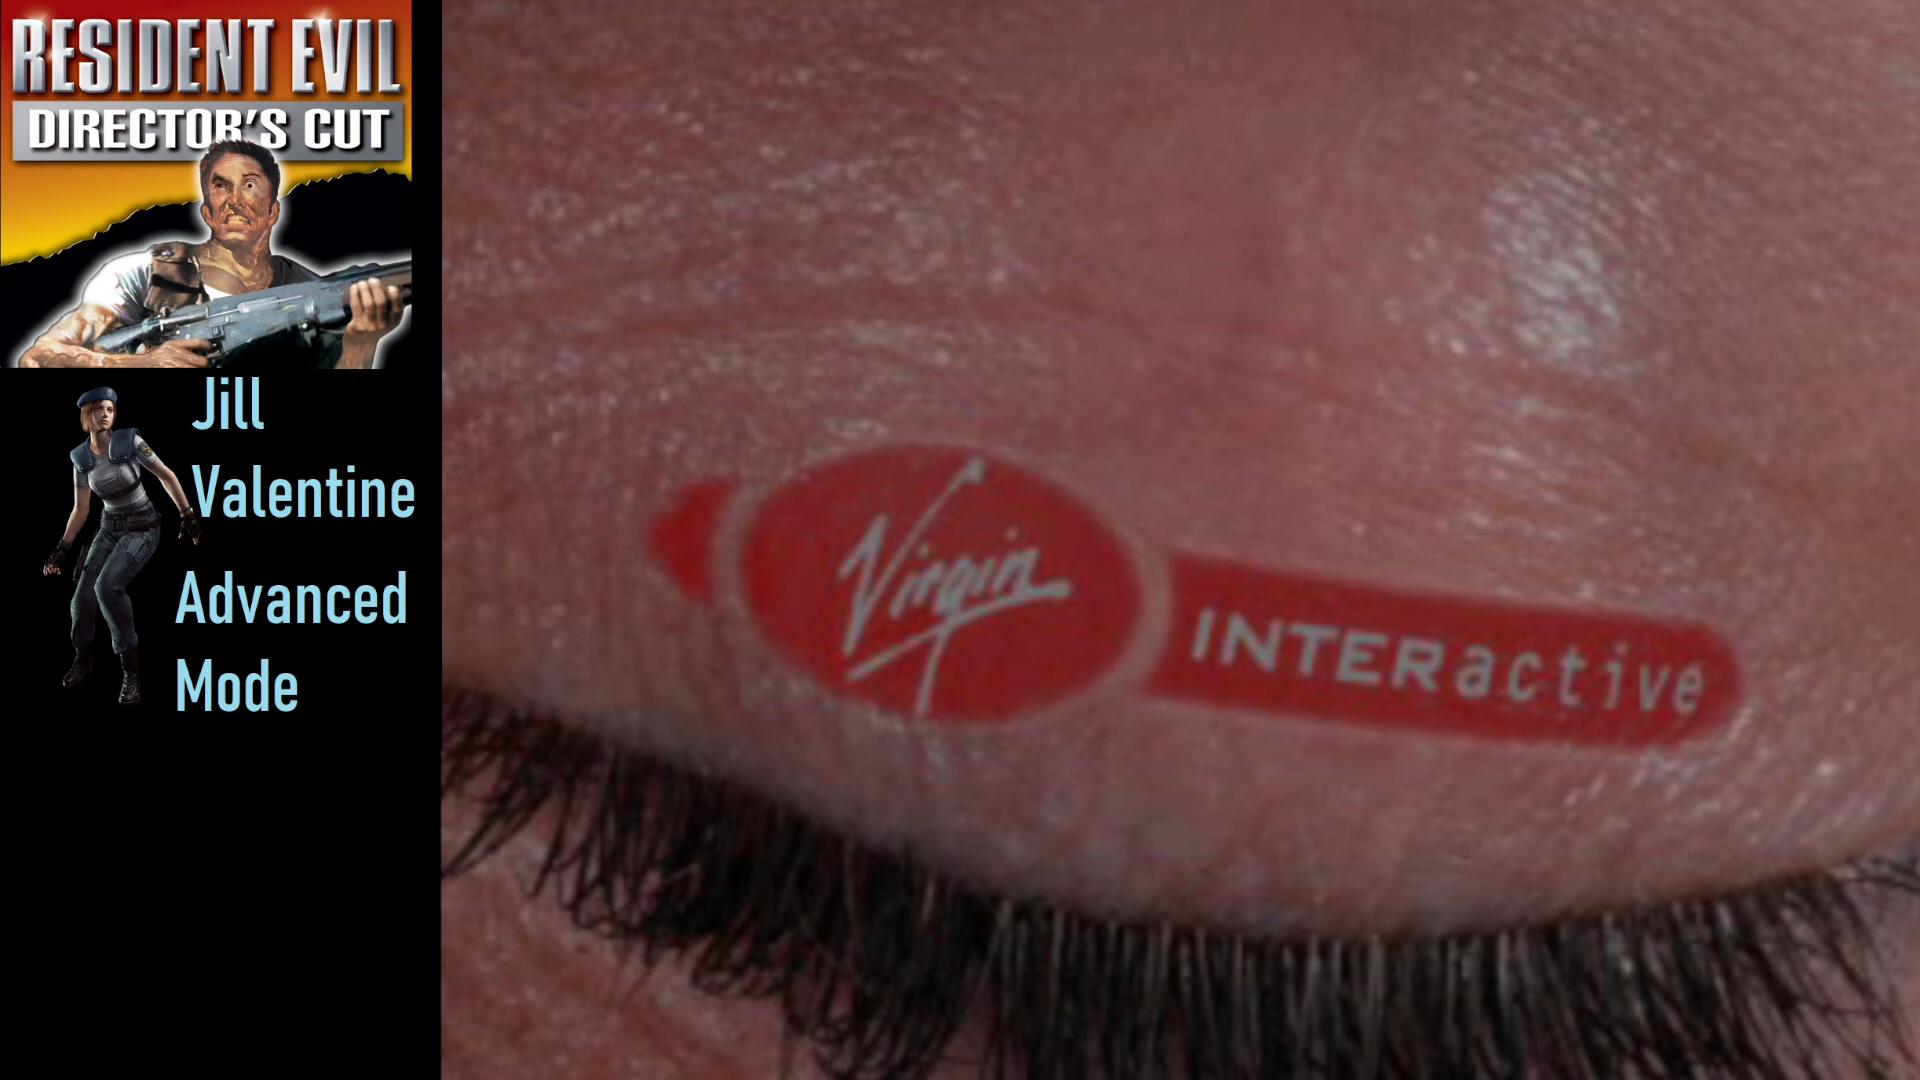 RESIDENT EVIL
DIRECTOR'S CUT
Jill
Valentine
Advanced
Mode
Virgin
INTERactive